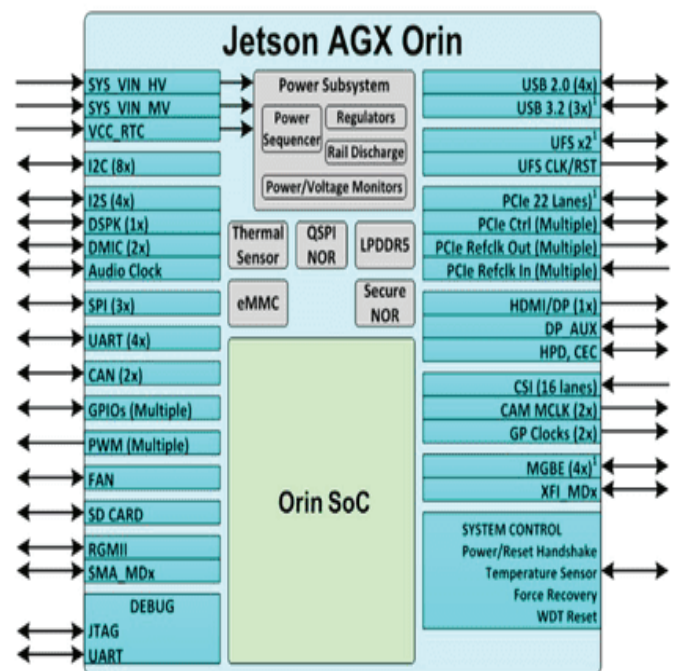 Jetson AGX Orin
SYS_VIN_HV
SYS_VIN_MV
VCC_RTC
I2C (8x)
I2S (4x)
DSPK (1x)
DMIC (2x)
Audio Clock
SPI (3x)
UART (4x)
CAN (2x)
GPIOs (Multiple)
PWM (Multiple)
FAN
SD CARD
RGMII
SMA_MDx
DEBUG
JTAG
UART
Power Subsystem
Power
Sequencer
Regulators
Rail Discharge
Power/Voltage Monitors
Thermal
Sensor
QSPI
NOR
LPDDR5
eMMC
Secure
NOR
Orin SoC
USB 2.0 (4x)
USB 3.2 (3x)¹
UFS x2¹
UFS CLK/RST
PCIe 22 Lanes)¹
PCIe Ctrl (Multiple)
PCIe Refclk Out (Multiple)
PCIe Refclk In (Multiple)
HDMI/DP (1x)
DP_AUX
HPD, CEC
CSI (16 lanes)
CAM MCLK (2x)
GP Clocks (2x)
MGBE (4x)¹
XFI_MDx
SYSTEM CONTROL
Power/Reset Handshake
Temperature Sensor
Force Recovery
WDT Reset